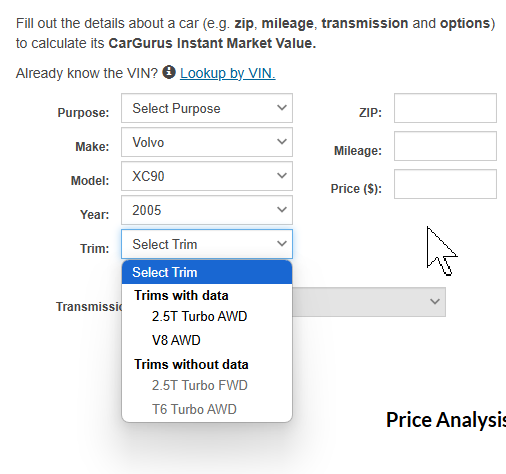 Fill out the details about a car (e.g. zip, mileage, transmission and options)
to calculate its CarGurus Instant Market Value.
Already know the VIN? Lookup by VIN.
Purpose: Select Purpose
ZIP:
Make: Volvo
Mileage:
Model: XC90
Price ($):
Year: 2005
Trim: Select Trim
Select Trim
Trims with data
2.5T Turbo AWD
V8 AWD
Trims without data
2.5T Turbo FWD
T6 Turbo AWD